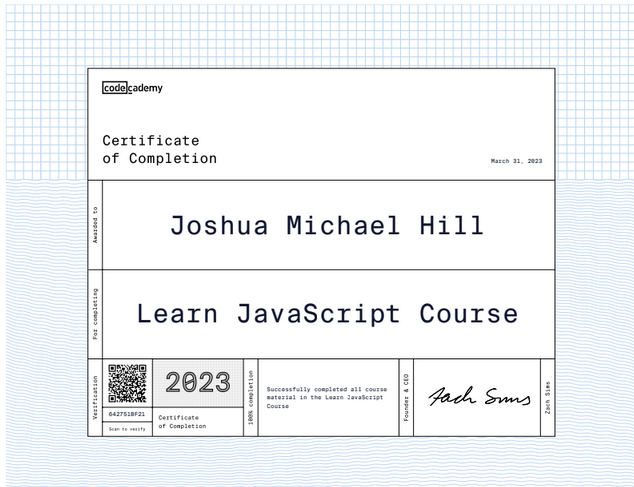 codecademy
Certificate
of Completion
March 31, 2023
Awarded to
Joshua Michael Hill
For completing
Learn JavaScript Course
Verification
642751BF21
Scan to verify
2023
Certificate
of Completion
100% completion
Successfully completed all course
material in the Learn JavaScript
Course
Founder & CEO
Zach Sims
Zach Sims